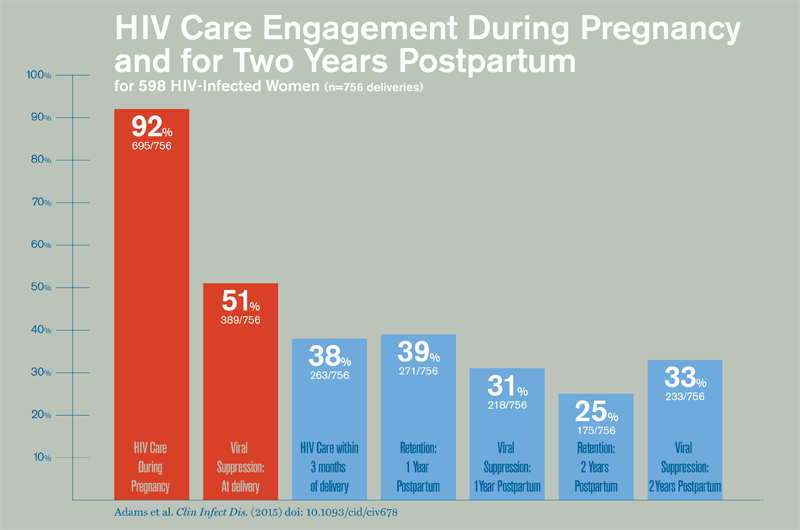 HIV Care Engagement During Pregnancy
and for Two Years Postpartum
for 598 HIV-Infected Women (n=756 deliveries)
100%
90%
80%
70%
60%
50%
40%
30%
20%
10%
92%
695/756
HIV Care
During
Pregnancy
51%
389/756
Viral
Suppression:
At delivery
38%
263/756
HIV Care within
3 months
of delivery
39%
271/756
Retention:
1 Year
Postpartum
31%
218/756
Viral
Suppression:
1 Year Postpartum
25%
175/756
Retention:
2 Years
Postpartum
33%
233/756
Viral
Suppression:
2 Years Postpartum
Adams et al. Clin Infect Dis. (2015) doi: 10.1093/cid/civ678